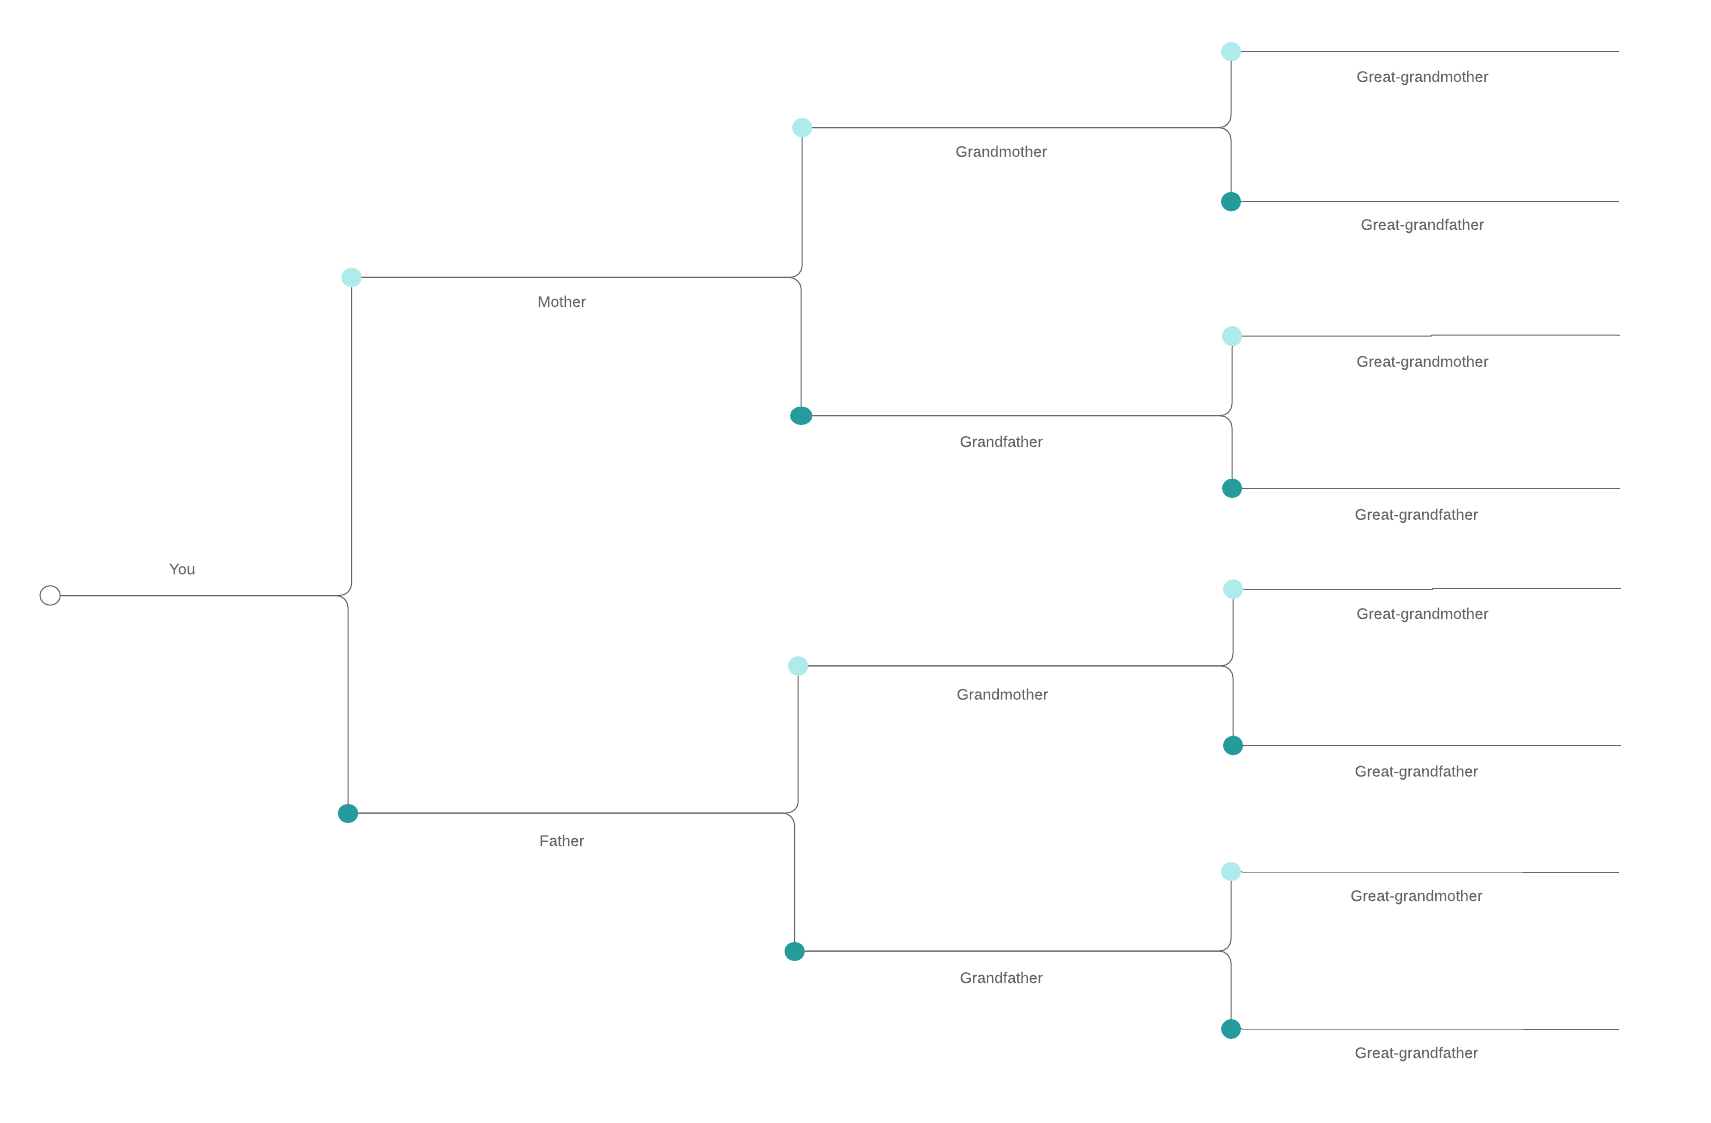 Great-grandmother
Grandmother
Great-grandfather
Mother
Great-grandmother
Grandfather
Great-grandfather
You
Great-grandmother
Grandmother
Great-grandfather
Father
Great-grandmother
Grandfather
Great-grandfather